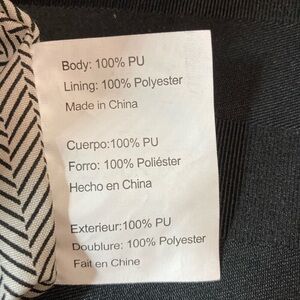 Body: 100% PU
Lining: 100% Polyester
Made in China
Cuerpo:100% PU
Forro: 100% Poliéster
Hecho en China
Exterieur:100% PU
Doublure: 100% Polyester
Fait en Chine